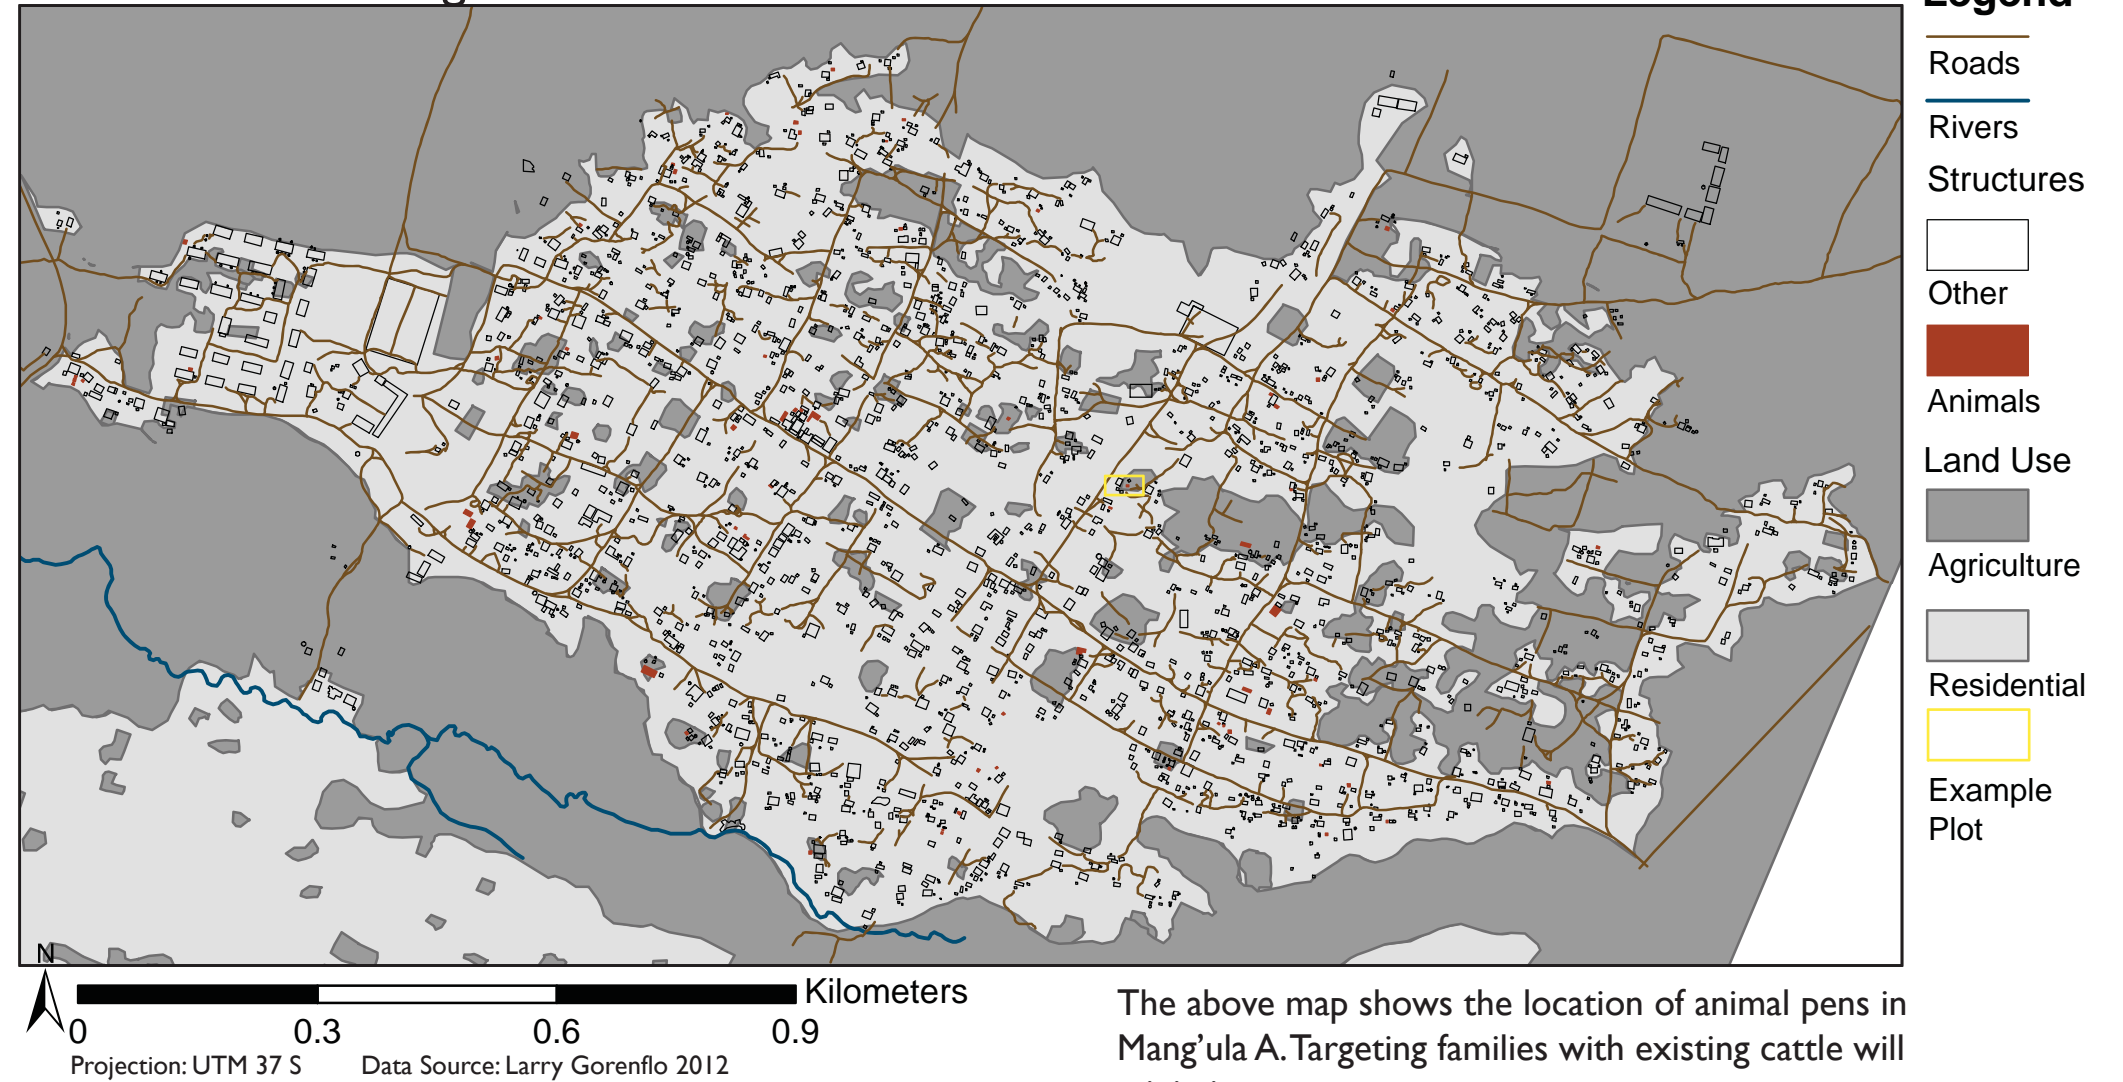 Legend
Roads
Rivers
Structures
Other
Animals
Land Use
Agriculture
Residential
Example
Plot
N
Kilometers
0 0.3 0.6 0.9
Projection: UTM 37 S Data Source: Larry Gorenflo 2012
The above map shows the location of animal pens in
Mang’ula A. Targeting families with existing cattle will